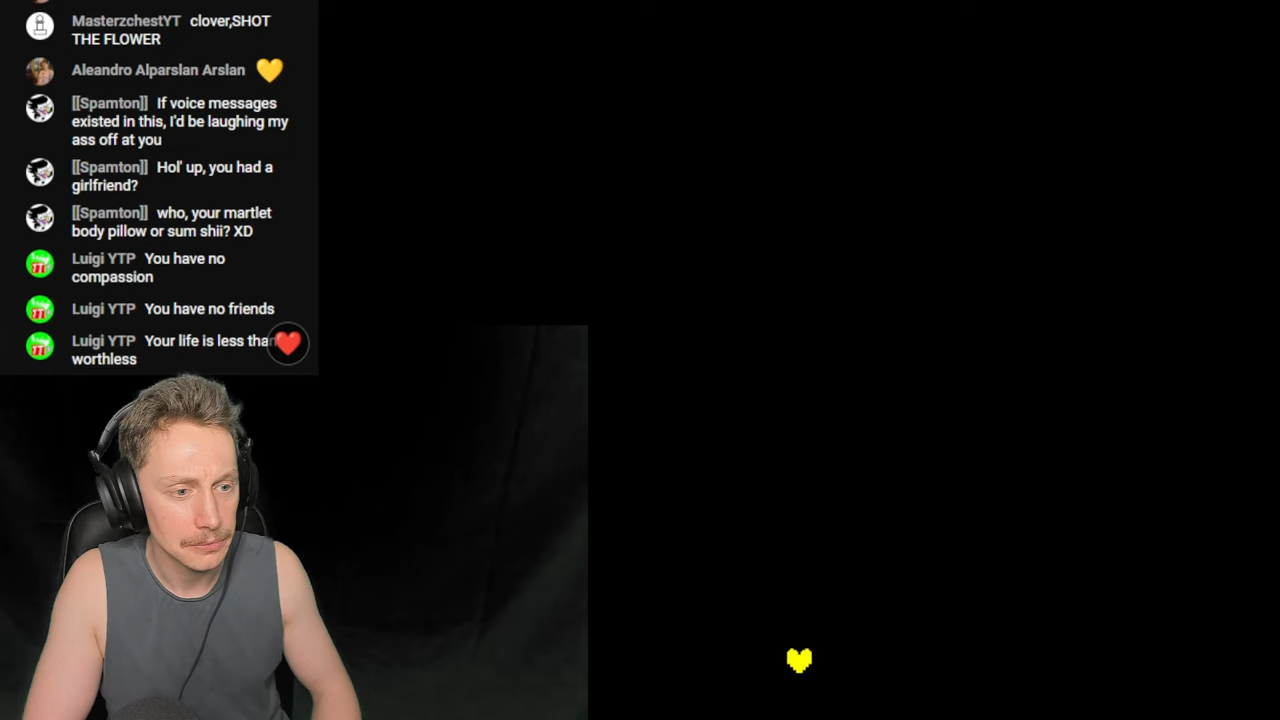 MasterzchestYT clover,SHOT
THE FLOWER
Aleandro Alparslan Arslan
[[Spamton]] If voice messages
existed in this, I'd be laughing my
ass off at you
[[Spamton]] Hol' up, you had a
girlfriend?
[[Spamton]] who, your martlet
body pillow or sum shii? XD
Luigi YTP You have no
compassion
Luigi YTP You have no friends
Luigi YTP Your life is less than
worthless